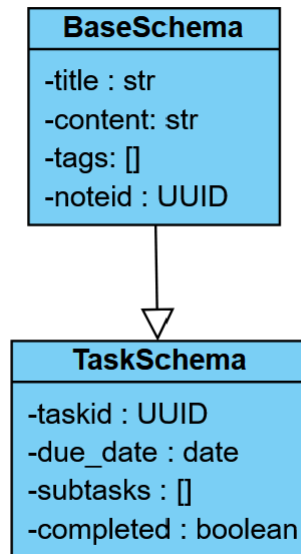 BaseSchema
-title : str
-content: str
-tags: []
-noteid : UUID
TaskSchema
-taskid : UUID
-due_date : date
-subtasks : []
-completed : boolean